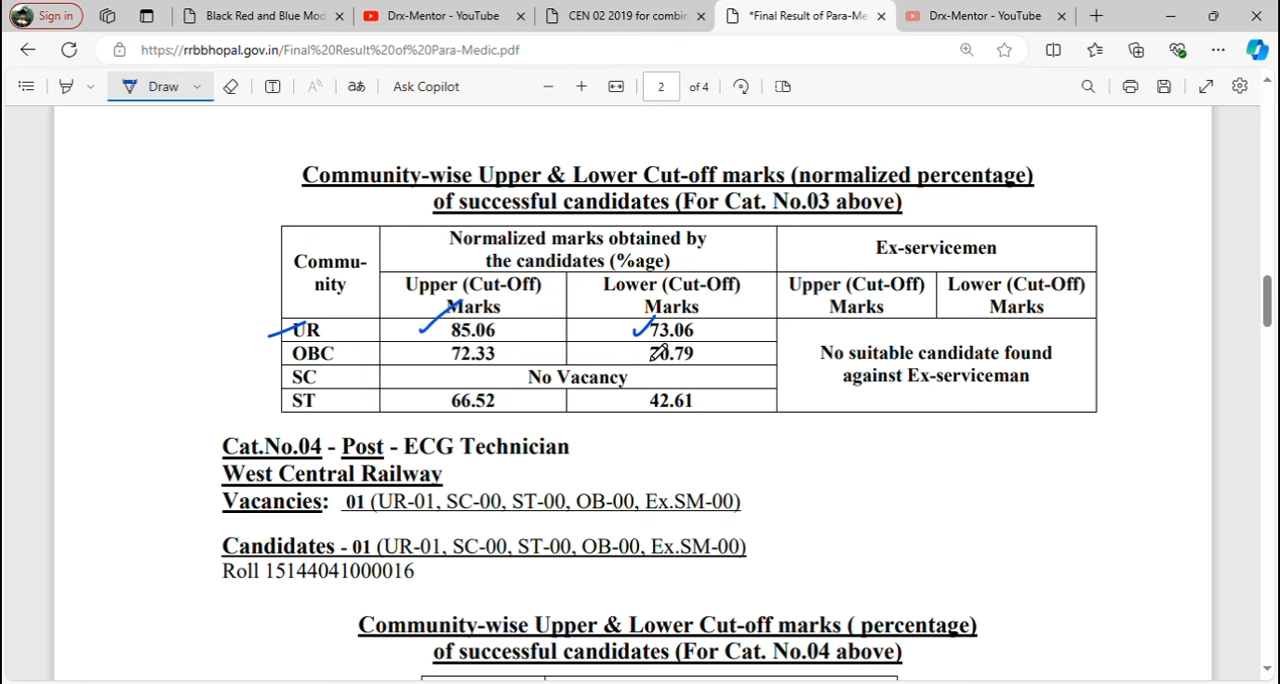 Sign in
Black Red and Blue Mod
Drx-Mentor - YouTube
CEN 02 2019 for combin
*Final Result of Para-Me
Drx-Mentor - YouTube
https://rrbbhopal.gov.in/Final%20Result%20of%20Para-Medic.pdf
Draw
Ask Copilot
2 of 4
Community-wise Upper & Lower Cut-off marks (normalized percentage)
of successful candidates (For Cat. No.03 above)
Commu-
nity
Normalized marks obtained by
the candidates (%age)
Ex-servicemen
Upper (Cut-Off)
Marks
Lower (Cut-Off)
Marks
Upper (Cut-Off)
Marks
Lower (Cut-Off)
Marks
UR 85.06 73.06
OBC 72.33 70.79
SC No Vacancy
ST 66.52 42.61
No suitable candidate found
against Ex-serviceman
Cat.No.04 - Post - ECG Technician
West Central Railway
Vacancies: 01 (UR-01, SC-00, ST-00, OB-00, Ex.SM-00)
Candidates - 01 (UR-01, SC-00, ST-00, OB-00, Ex.SM-00)
Roll 15144041000016
Community-wise Upper & Lower Cut-off marks ( percentage)
of successful candidates (For Cat. No.04 above)